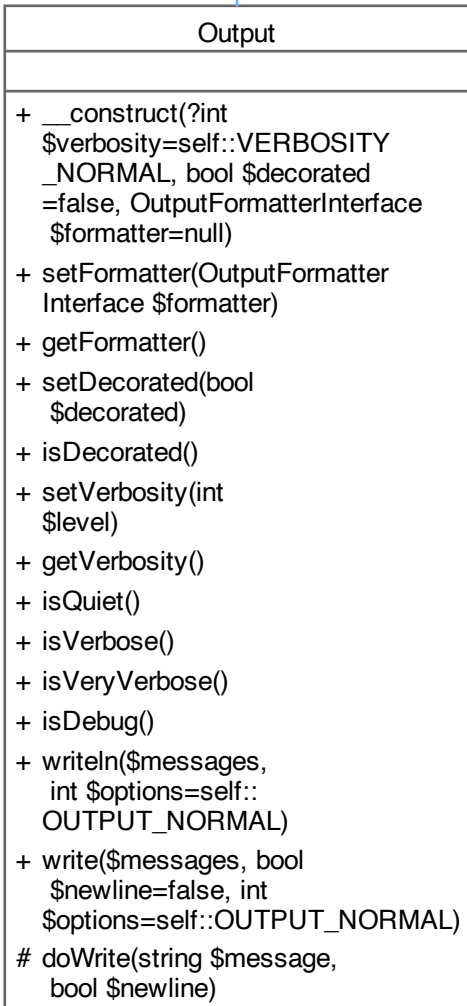 Output
+ __construct(?int
$verbosity=self::VERBOSITY
_NORMAL, bool $decorated
=false, OutputFormatterInterface
$formatter=null)
+ setFormatter(OutputFormatter
Interface $formatter)
+ getFormatter()
+ setDecorated(bool
$decorated)
+ isDecorated()
+ setVerbosity(int
$level)
+ getVerbosity()
+ isQuiet()
+ isVerbose()
+ isVeryVerbose()
+ isDebug()
+ writeln($messages,
int $options=self::
OUTPUT_NORMAL)
+ write($messages, bool
$newline=false, int
$options=self::OUTPUT_NORMAL)
# doWrite(string $message,
bool $newline)